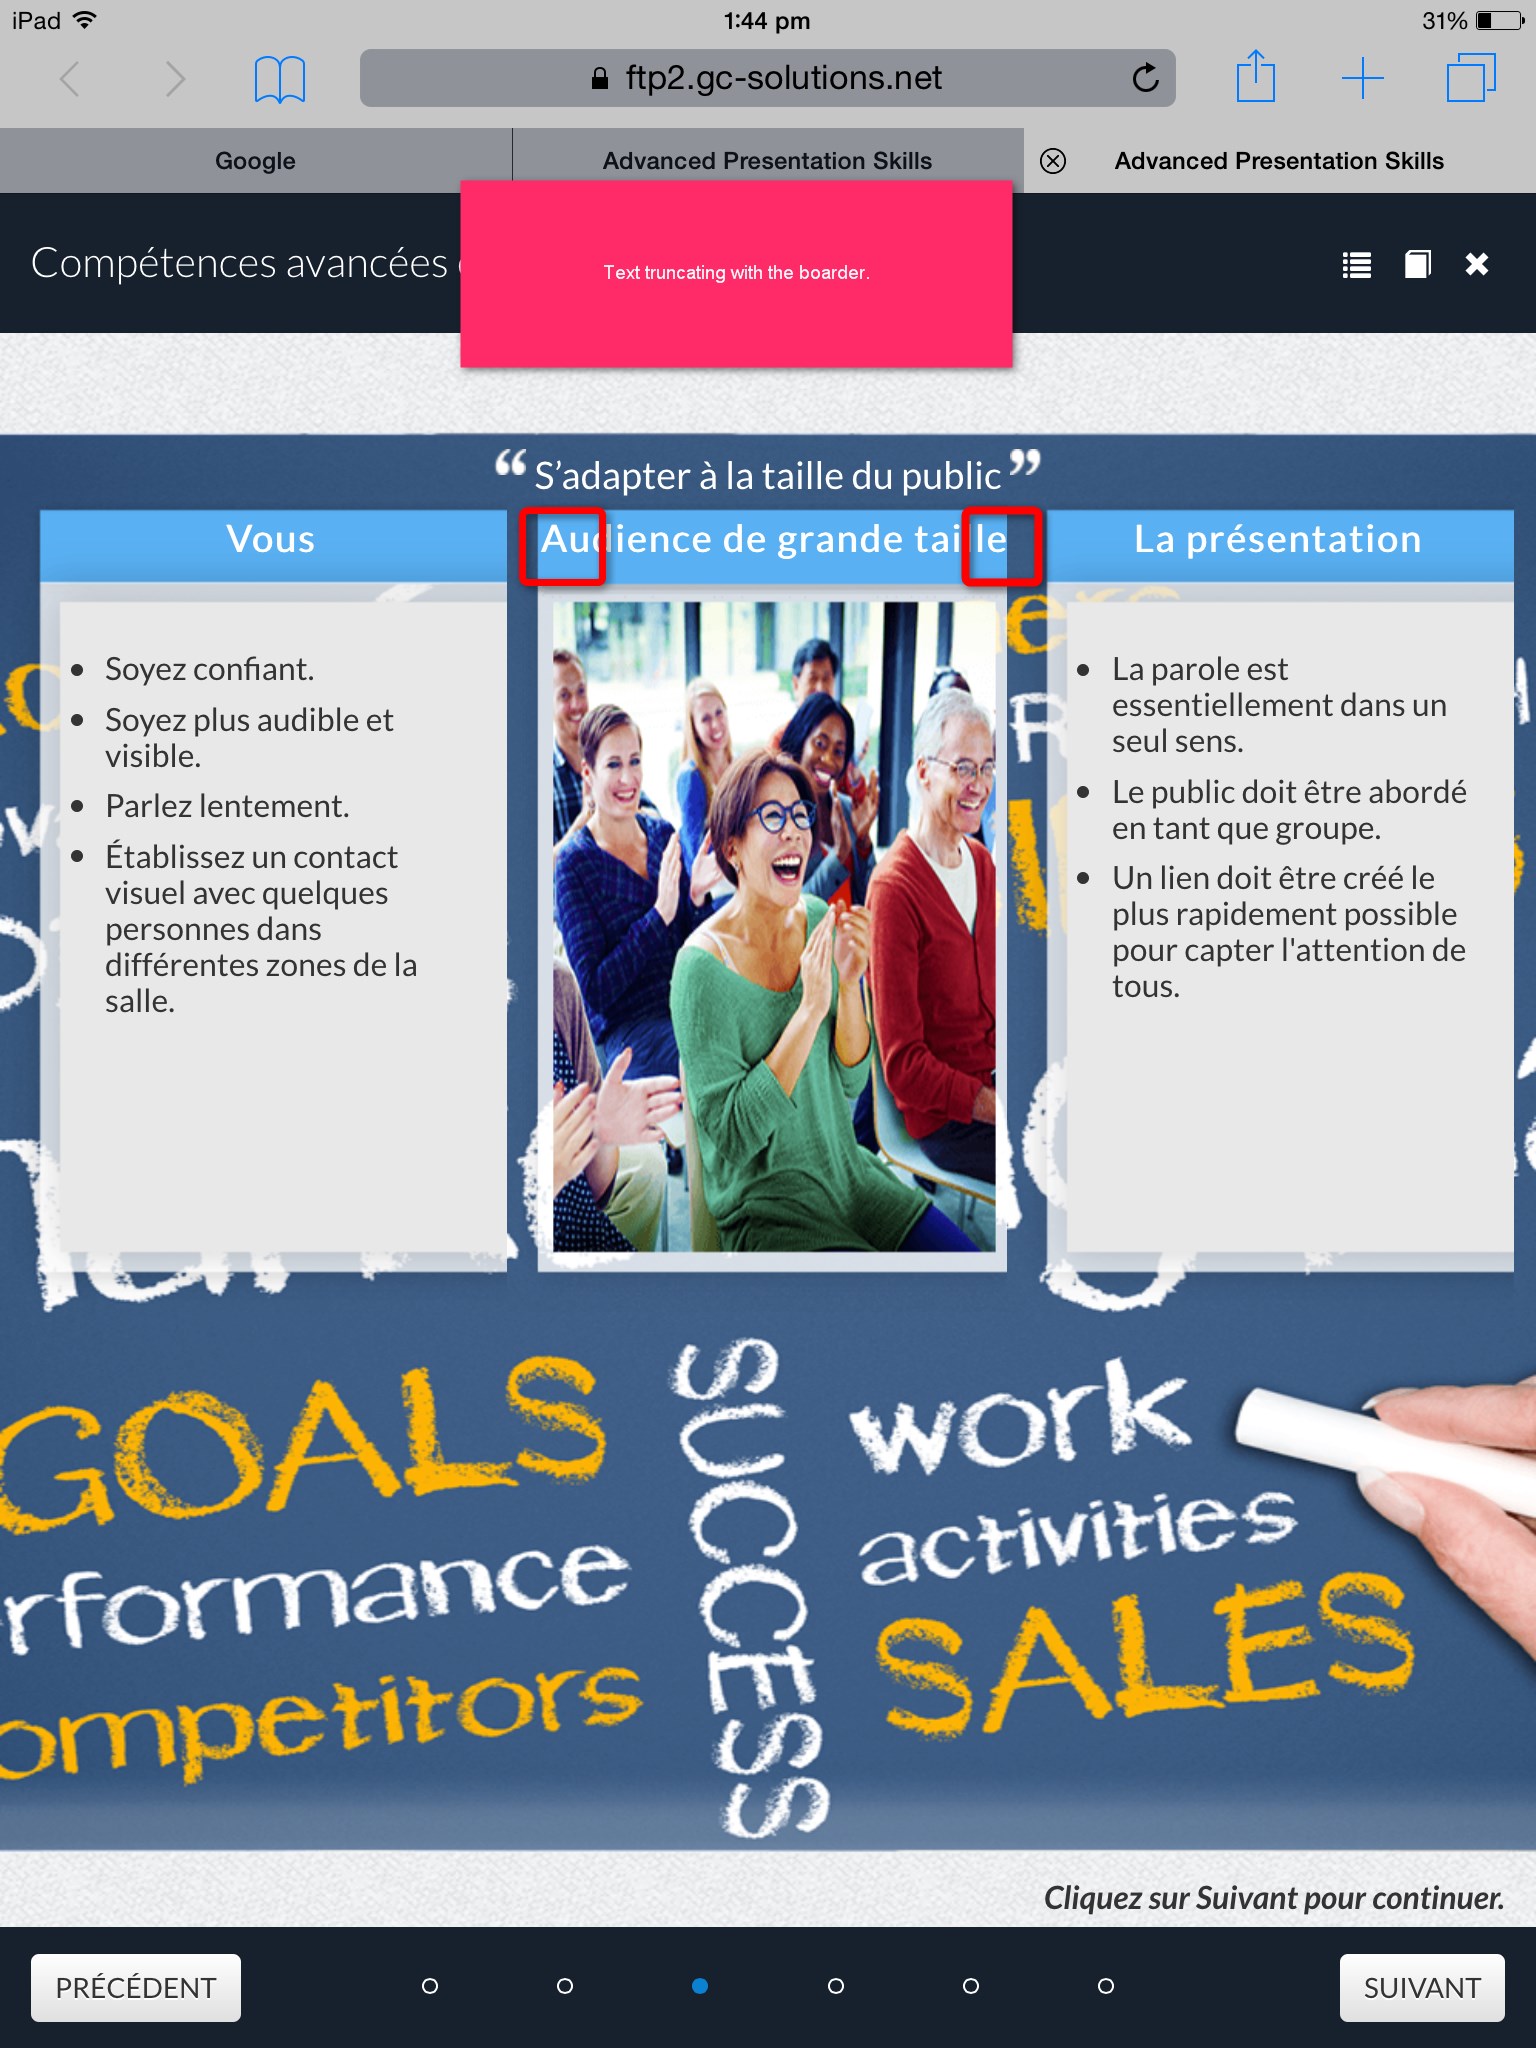 iPad 1:44 pm 31%
ftp2.gc-solutions.net
Google Advanced Presentation Skills Advanced Presentation Skills
Compétences avancées
Text truncating with the boarder.
“ S’adapter à la taille du public ”
Vous
Audience de grande taille
La présentation
• Soyez confiant.
• Soyez plus audible et
visible.
• Parlez lentement.
• Établissez un contact
visuel avec quelques
personnes dans
différentes zones de la
salle.
• La parole est
essentiellement dans un
seul sens.
• Le public doit être abordé
en tant que groupe.
• Un lien doit être créé le
plus rapidement possible
pour capter l'attention de
tous.
GOALS
rformance
ompetitors
SUCCESS
work
activities
SALES
Cliquez sur Suivant pour continuer.
PRÉCÉDENT SUIVANT